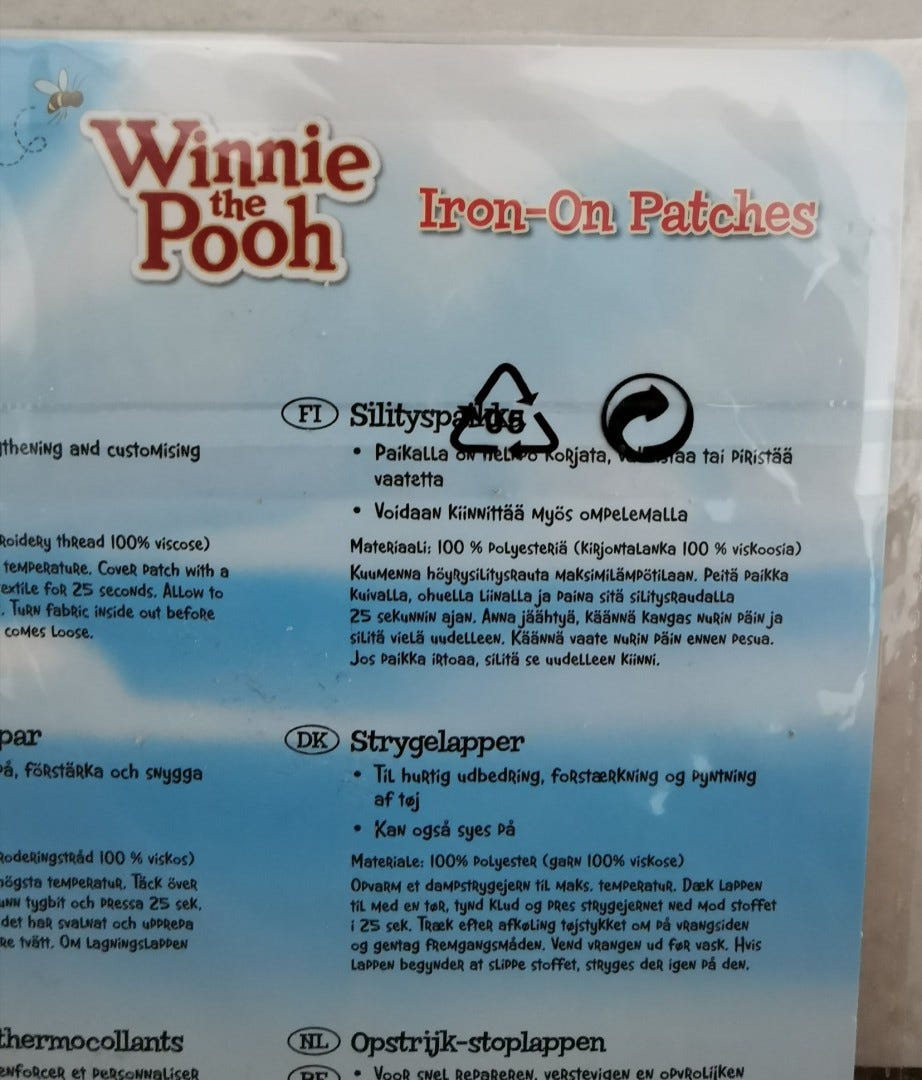 Winnie
the
Pooh
Iron-On Patches
thening and customising
roidery thread 100% viscose)
temperature. Cover patch with a
extile for 25 seconds. Allow to
. Turn fabric inside out before
comes loose.
par
på, förstärka och snygga
roderingstråd 100 % viskos)
högsta temperatur. Täck över
unn tygbit och pressa 25 sek.
det har svalnat och upprepa
re tvätt. Om lagningslappen
thermocollants
enforcer et personnaliser
FI Silityspaikka
• Paikalla on helppo korjata, taa tai piristää
vaatetta
• Voidaan kiinnittää myös ompelemalla
Materiaali: 100 % polyesteriä (kirjontalanka 100 % viskoosia)
Kuumenna höyrysilitysrauta maksimilämpötilaan. Peitä paikka
kuivalla, ohuella liinalla ja paina sitä silitysraudalla
25 sekunnin ajan. Anna jäähtyä, käännä kangas nurin päin ja
silitä vielä uudelleen. Käännä vaate nurin päin ennen pesua.
Jos paikka irtoaa, silitä se uudelleen kiinni.
DK Strygelapper
• Til hurtig udbedring, forstærkning og pyntning
af tøj
• Kan også syes på
Materiale: 100% polyester (garn 100% viskose)
Opvarm et dampstrygejern til maks. temperatur. Dæk lappen
til med en tør, tynd klud og pres strygejernet ned mod stoffet
i 25 sek. Træk efter afkøling tøjstykket om på vrangsiden
og gentag fremgangsmåden. Vend vrangen ud før vask. Hvis
lappen begynder at slippe stoffet, stryges der igen på den.
NL Opstrijk-stoplappen
BE • Voor snel repareren, verstevigen en opvrolijken